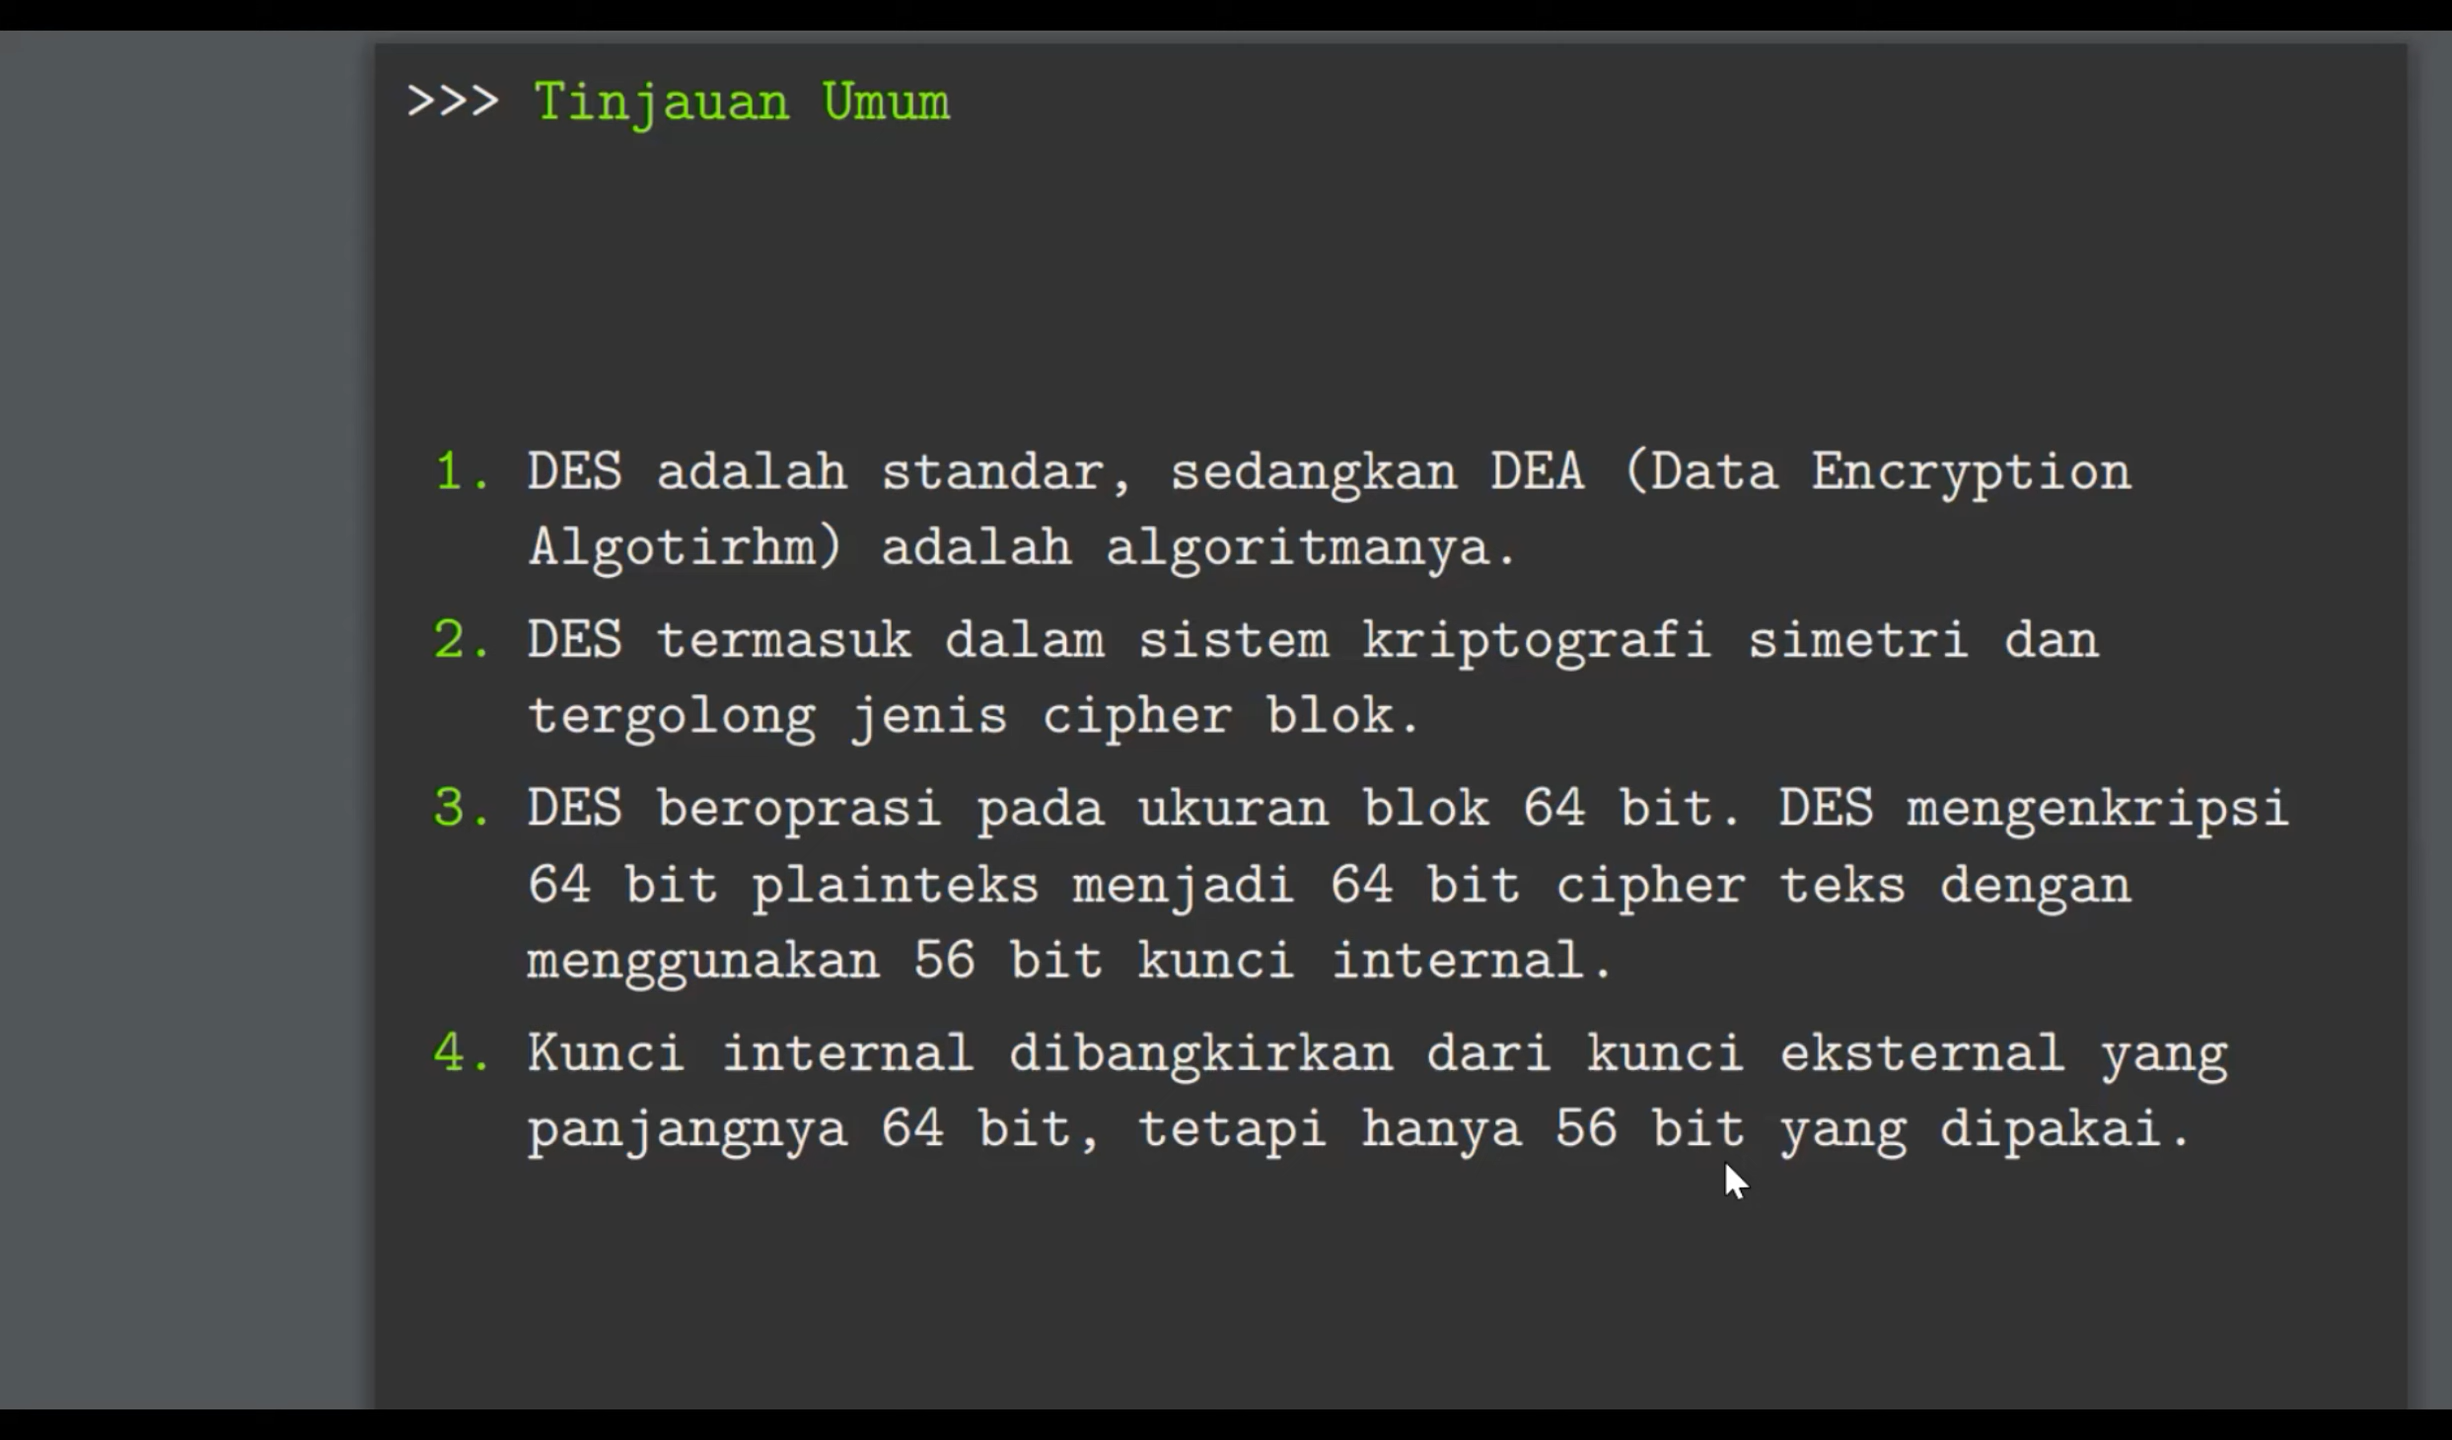 >>> Tinjauan Umum
1. DES adalah standar, sedangkan DEA (Data Encryption
Algotirhm) adalah algoritmanya.
2. DES termasuk dalam sistem kriptografi simetri dan
tergolong jenis cipher blok.
3. DES beroprasi pada ukuran blok 64 bit. DES mengenkripsi
64 bit plainteks menjadi 64 bit cipher teks dengan
menggunakan 56 bit kunci internal.
4. Kunci internal dibangkirkan dari kunci eksternal yang
panjangnya 64 bit, tetapi hanya 56 bit yang dipakai.